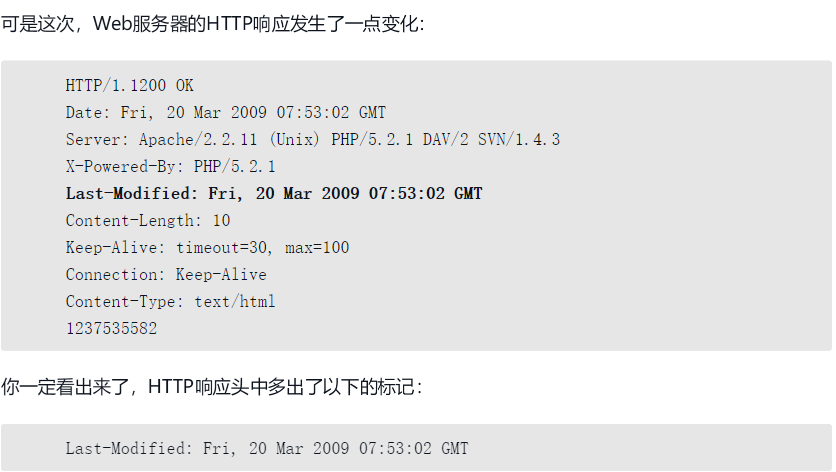 可是这次，Web服务器的HTTP响应发生了一点变化：
HTTP/1.1200 OK
Date: Fri, 20 Mar 2009 07:53:02 GMT
Server: Apache/2.2.11 (Unix) PHP/5.2.1 DAV/2 SVN/1.4.3
X-Powered-By: PHP/5.2.1
Last-Modified: Fri, 20 Mar 2009 07:53:02 GMT
Content-Length: 10
Keep-Alive: timeout=30, max=100
Connection: Keep-Alive
Content-Type: text/html
1237535582
你一定看出来了，HTTP响应头中多出了以下的标记：
Last-Modified: Fri, 20 Mar 2009 07:53:02 GMT